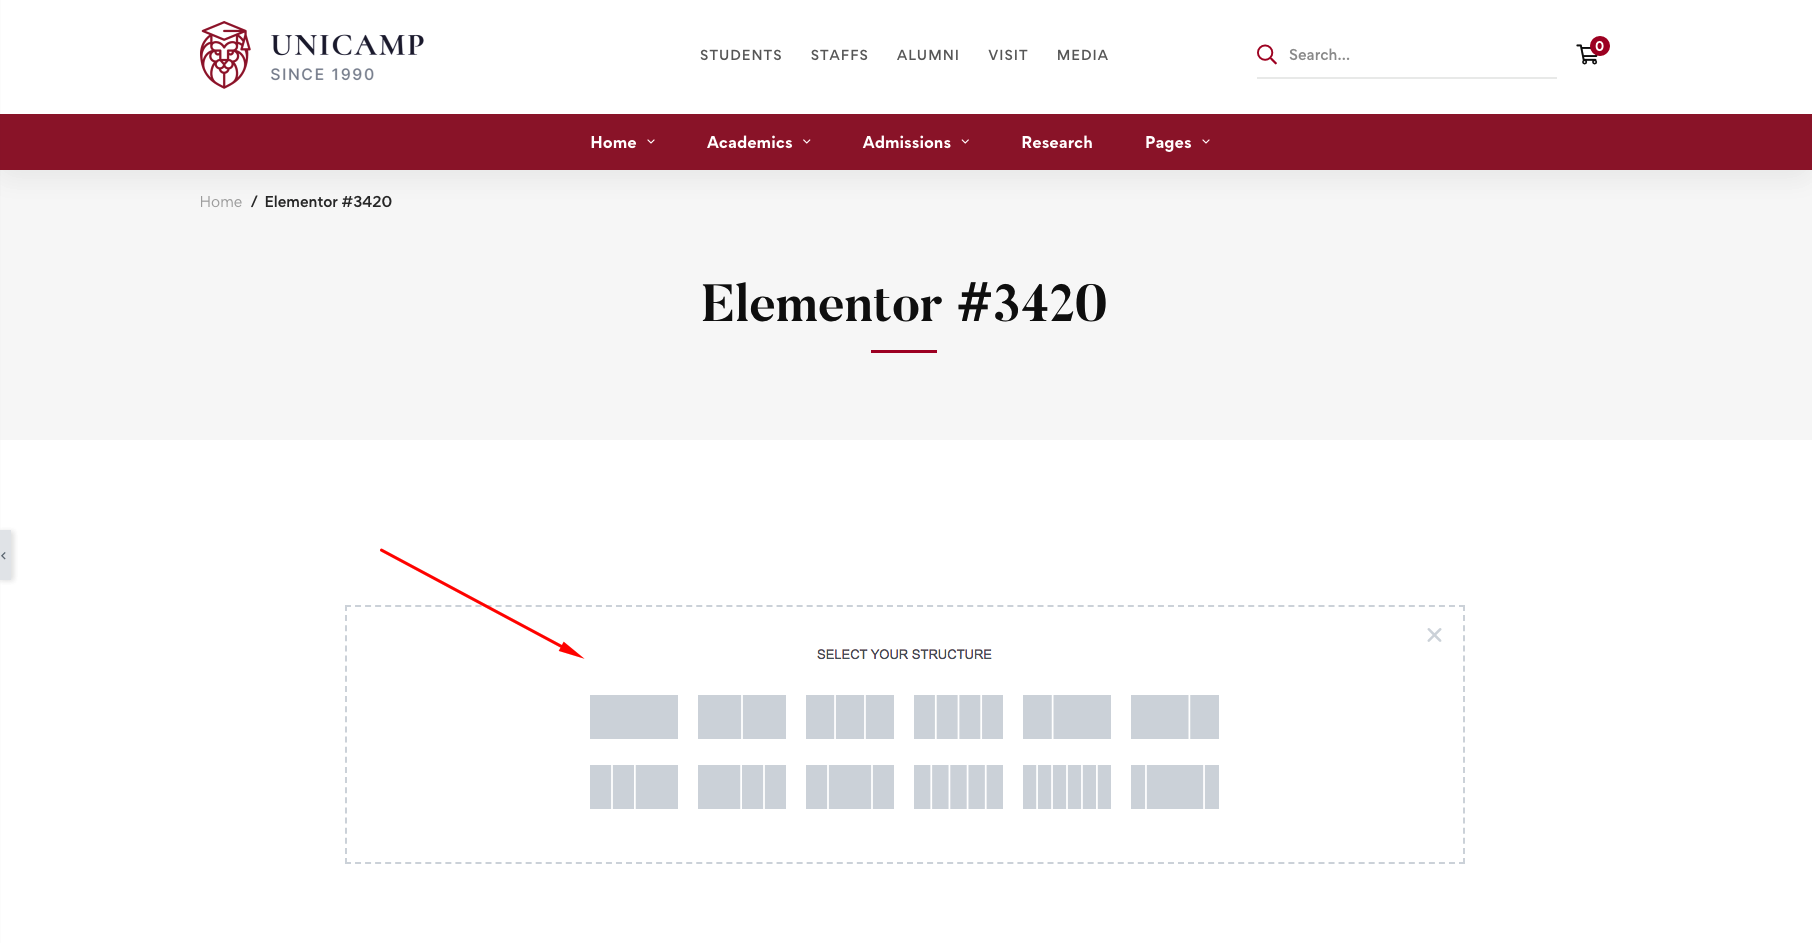 UNICAMP
SINCE 1990
STUDENTS STAFFS ALUMNI VISIT MEDIA
Search...
0
Home Academics Admissions Research Pages
Home / Elementor #3420
Elementor #3420
SELECT YOUR STRUCTURE